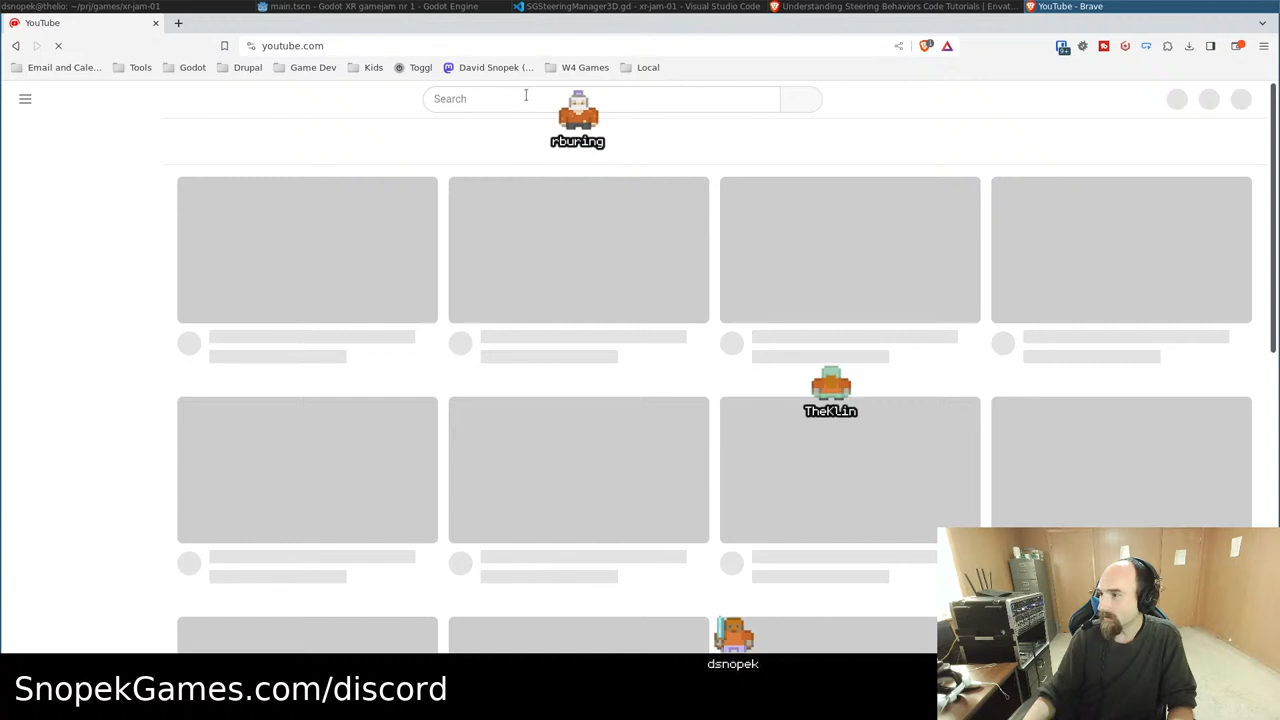 dsnopek@thelio: ~/prj/games/xr-jam-01
main.tscn - Godot XR gamejam nr 1 - Godot Engine
SGSteeringManager3D.gd - xr-jam-01 - Visual Studio Code
Understanding Steering Behaviors Code Tutorials | Envat...
YouTube - Brave
YouTube
youtube.com
1
9+
Email and Cale...
Tools
Godot
Drupal
Game Dev
Kids
Toggl
David Snopek (...
W4 Games
Local
Search
rburing
TheKlin
dsnopek
SnopekGames.com/discord